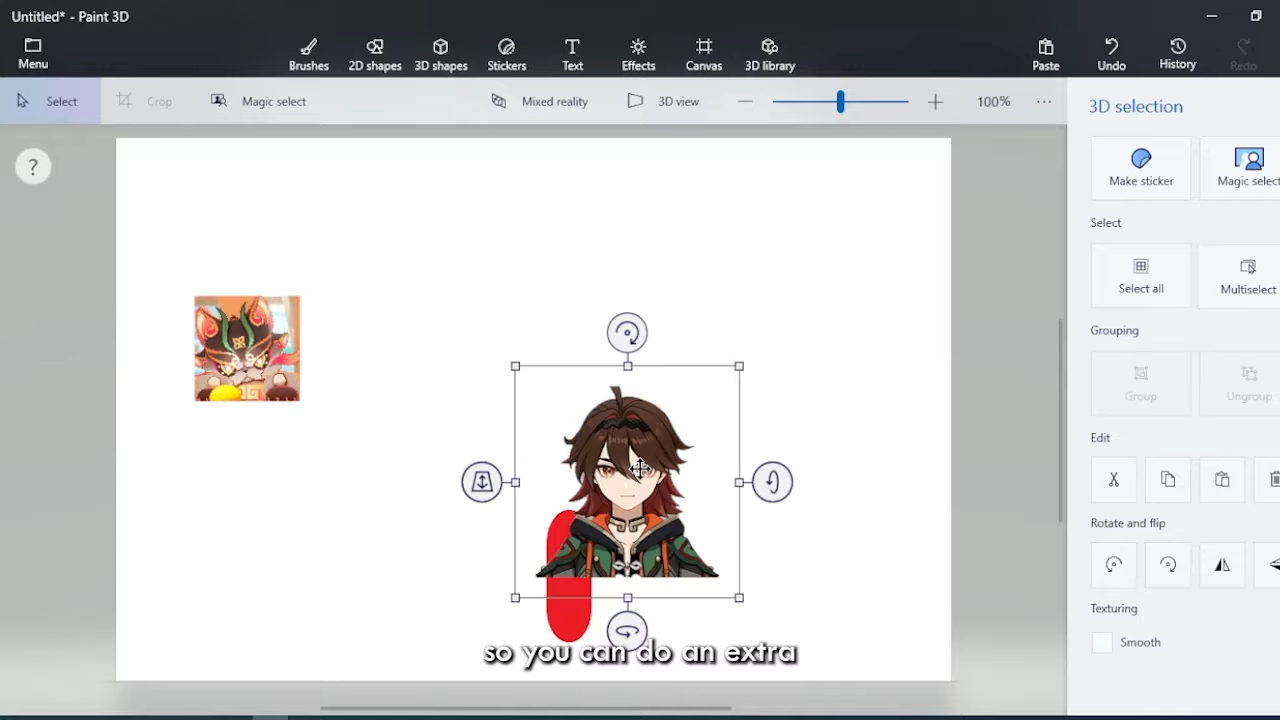 Untitled* - Paint 3D
Menu
Brushes
2D shapes
3D shapes
Stickers
Text
Effects
Canvas
3D library
Paste
Undo
History
Redo
Select
Crop
Magic select
Mixed reality
3D view
100%
?
3D selection
Make sticker
Magic select
Select
Select all
Multiselect
Grouping
Group
Ungroup
Edit
Rotate and flip
Texturing
Smooth
so you can do an extra